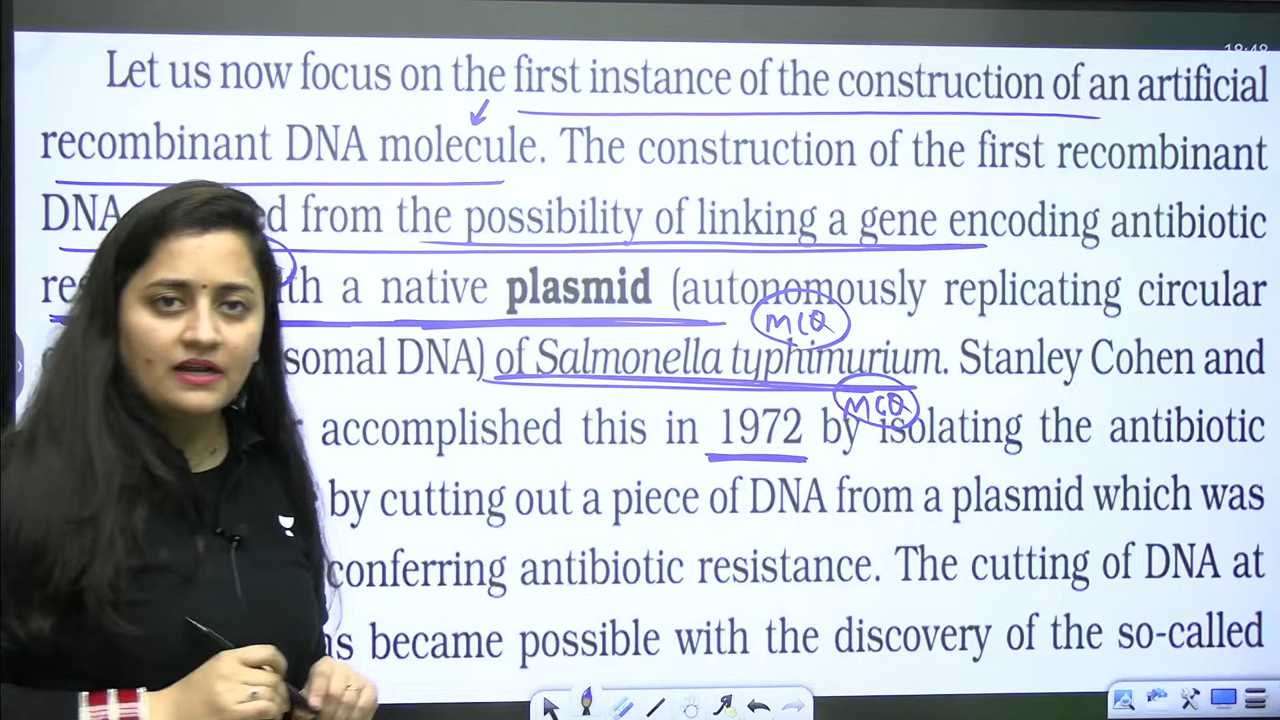 18:48
Let us now focus on the first instance of the construction of an artificial
recombinant DNA molecule. The construction of the first recombinant
DNA d from the possibility of linking a gene encoding antibiotic
re th a native plasmid (autonomously replicating circular
MCQ
somal DNA) of Salmonella typhimurium. Stanley Cohen and
MCQ
accomplished this in 1972 by isolating the antibiotic
by cutting out a piece of DNA from a plasmid which was
conferring antibiotic resistance. The cutting of DNA at
ns became possible with the discovery of the so-called